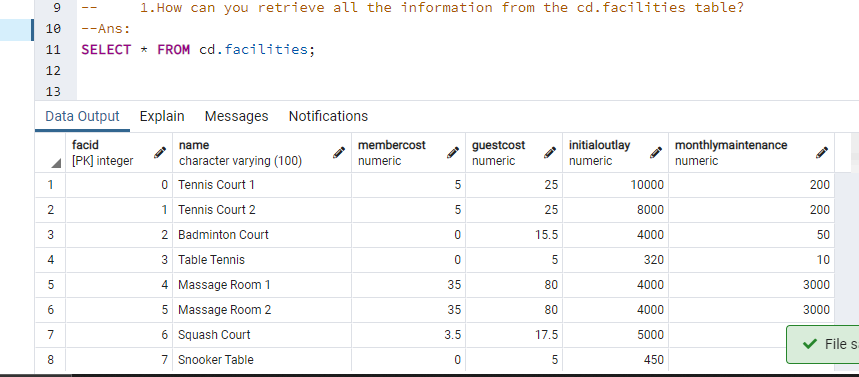 9 -- 1.How can you retrieve all the information from the cd.facilities table?
10 --Ans:
11 SELECT * FROM cd.facilities;
12
13
Data Output Explain Messages Notifications
facid name membercost guestcost initialoutlay monthlymaintenance
[PK] integer character varying (100) numeric numeric numeric numeric
1 0 Tennis Court 1 5 25 10000 200
2 1 Tennis Court 2 5 25 8000 200
3 2 Badminton Court 0 15.5 4000 50
4 3 Table Tennis 0 5 320 10
5 4 Massage Room 1 35 80 4000 3000
6 5 Massage Room 2 35 80 4000 3000
7 6 Squash Court 3.5 17.5 5000
File s
8 7 Snooker Table 0 5 450